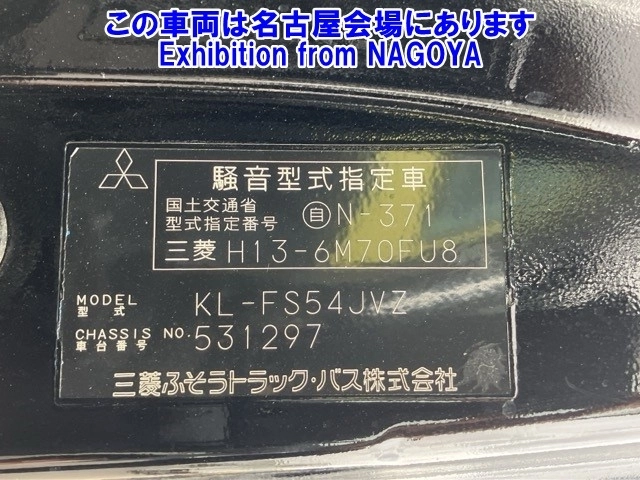 この車両は名古屋会場にあります
Exhibition from NAGOYA
騒音型式指定車
国土交通省
型式指定番号 自N-371
三菱 H13-6M70FU8
MODEL
型式 KL-FS54JVZ
CHASSIS NO.
車台番号 531297
三菱ふそうトラック・バス株式会社